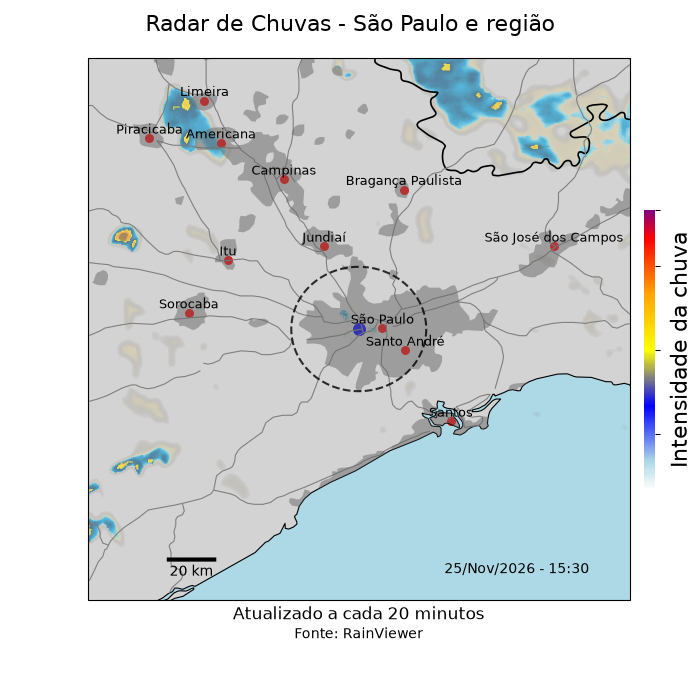 Radar de Chuvas - São Paulo e região
Limeira
Piracicaba
Americana
Campinas
Bragança Paulista
Jundiaí
São José dos Campos
Itu
Sorocaba
São Paulo
Santo André
Santos
Intensidade da chuva
20 km
25/Nov/2026 - 15:30
Atualizado a cada 20 minutos
Fonte: RainViewer